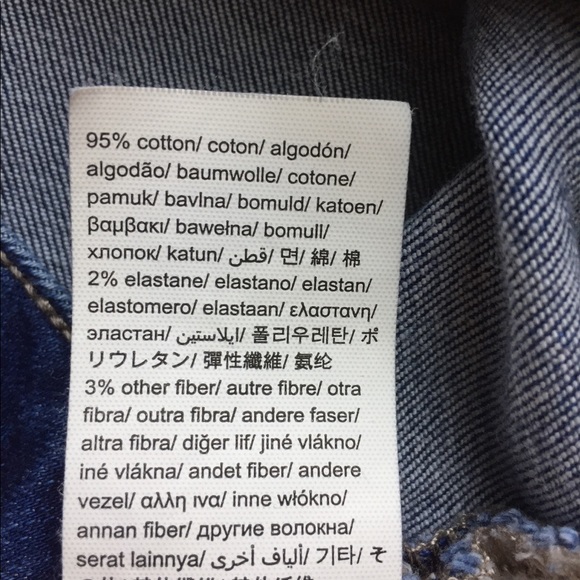 95% cotton/ coton/ algodón/
algodão/ baumwolle/ cotone/
pamuk/ bavlna/ bomuld/ katoen/
βαμβακι/ bawełna/ bomull/
хлопок/ katun/ قطن/ 면/ 綿/ 棉
2% elastane/ elastano/ elastan/
elastomero/ elastaan/ ελαστανη/
эластан/ ايلاستين/ 폴리우레탄/ ポ
リウレタン/ 彈性纖維/ 氨纶
3% other fiber/ autre fibre/ otra
fibra/ outra fibra/ andere faser/
altra fibra/ diğer lif/ jiné vlákno/
iné vlákna/ andet fiber/ andere
vezel/ αλλη ινα/ inne włókno/
annan fiber/ другие волокна/
serat lainnya/ ألياف أخرى/ 기타/ そ